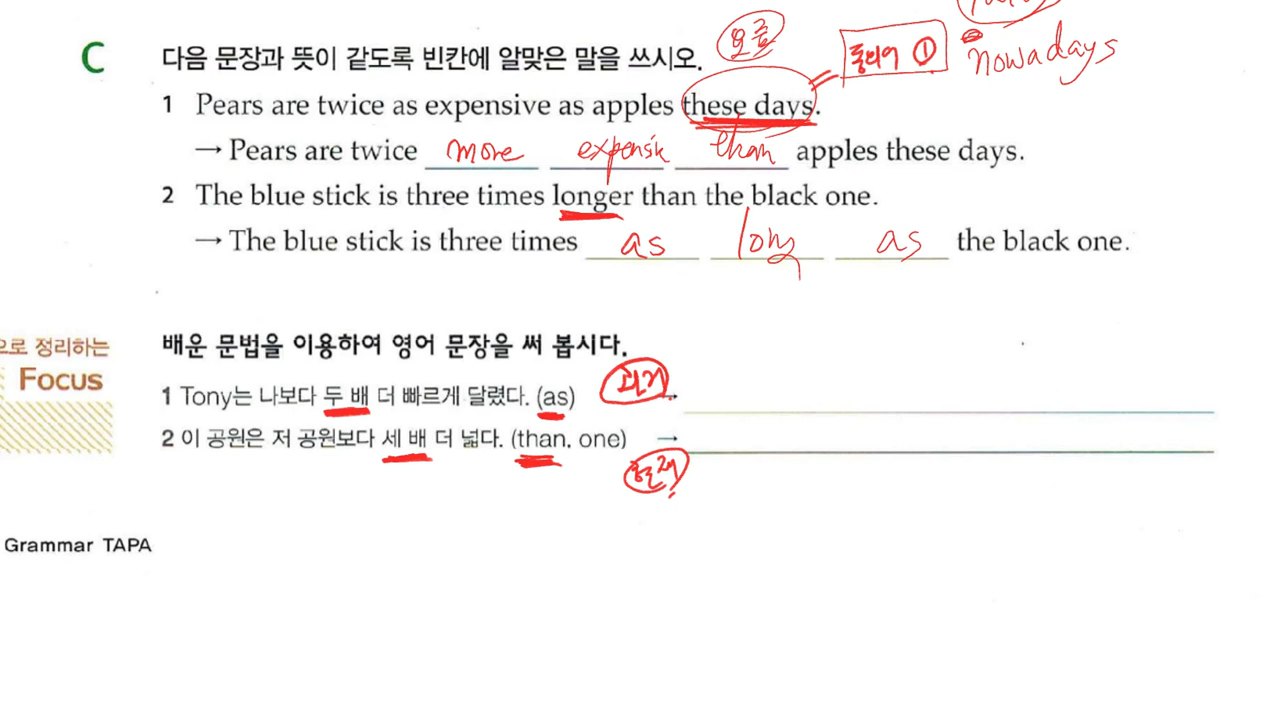 요즘
C 다음 문장과 뜻이 같도록 빈칸에 알맞은 말을 쓰시오.
동의어 ① nowadays
1 Pears are twice as expensive as apples these days.
→ Pears are twice more expensiv than apples these days.
2 The blue stick is three times longer than the black one.
→ The blue stick is three times as long as the black one.
으로 정리하는
Focus
배운 문법을 이용하여 영어 문장을 써 봅시다.
1 Tony는 나보다 두 배 더 빠르게 달렸다. (as) 과거 →
2 이 공원은 저 공원보다 세 배 더 넓다. (than, one) →
현재
Grammar TAPA